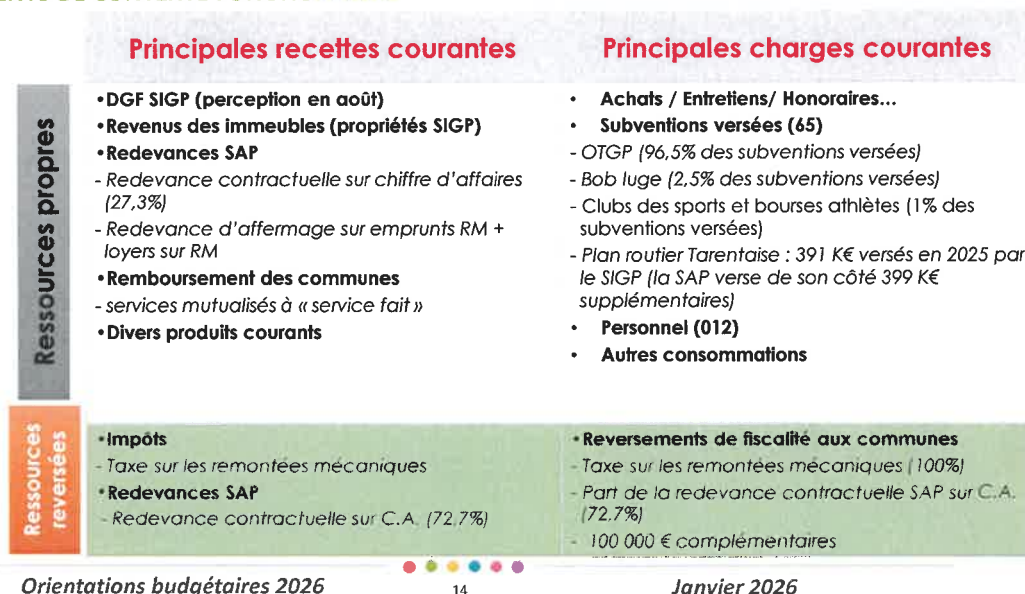 Principales recettes courantes
Principales charges courantes
Ressources propres
•DGF SIGP (perception en août)
•Revenus des immeubles (propriétés SIGP)
•Redevances SAP
- Redevance contractuelle sur chiffre d'affaires
(27,3%)
- Redevance d'affermage sur emprunts RM +
loyers sur RM
•Remboursement des communes
- services mutualisés à « service fait »
•Divers produits courants
• Achats / Entretiens/ Honoraires...
• Subventions versées (65)
- OTGP (96,5% des subventions versées)
- Bob luge (2,5% des subventions versées)
- Clubs des sports et bourses athlètes (1% des
subventions versées)
- Plan routier Tarentaise : 391 K€ versés en 2025 par
le SIGP (la SAP verse de son côté 399 K€
supplémentaires)
• Personnel (012)
• Autres consommations
Ressources
reversées
•Impôts
- Taxe sur les remontées mécaniques
•Redevances SAP
- Redevance contractuelle sur C.A. (72,7%)
•Reversements de fiscalité aux communes
- Taxe sur les remontées mécaniques (100%)
- Part de la redevance contractuelle SAP sur C.A.
(72,7%)
- 100 000 € complémentaires
Orientations budgétaires 2026
14
Janvier 2026